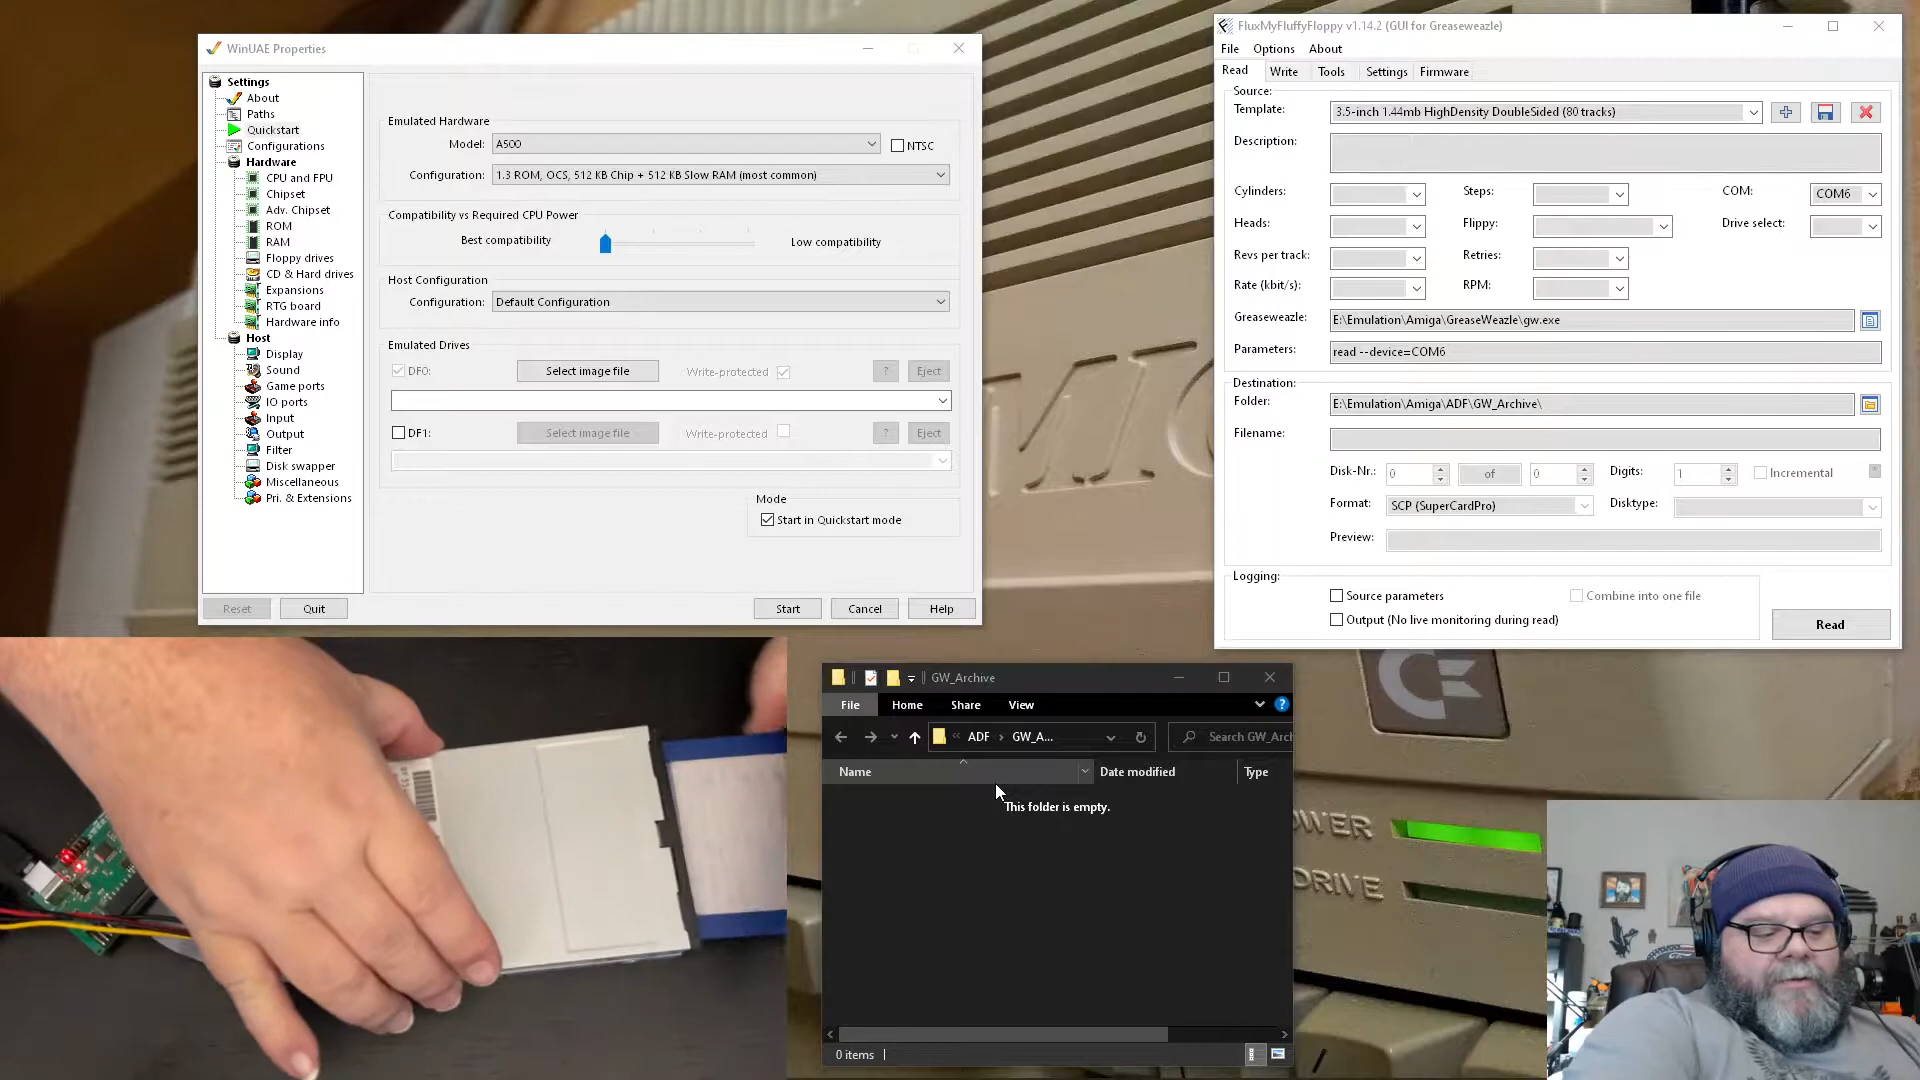 WinUAE Properties
Settings
About
Paths
Quickstart
Configurations
Hardware
CPU and FPU
Chipset
Adv. Chipset
ROM
RAM
Floppy drives
CD & Hard drives
Expansions
RTG board
Hardware info
Host
Display
Sound
Game ports
IO ports
Input
Output
Filter
Disk swapper
Miscellaneous
Pri. & Extensions
Emulated Hardware
Model: A500 NTSC
Configuration: 1.3 ROM, OCS, 512 KB Chip + 512 KB Slow RAM (most common)
Compatibility vs Required CPU Power
Best compatibility Low compatibility
Host Configuration
Configuration: Default Configuration
Emulated Drives
DF0: Select image file Write-protected ? Eject
DF1: Select image file Write-protected ? Eject
Mode
Start in Quickstart mode
Reset Quit Start Cancel Help
FluxMyFluffyFloppy v1.14.2 (GUI for Greaseweazle)
File Options About
Read Write Tools Settings Firmware
Source:
Template: 3.5-inch 1.44mb HighDensity DoubleSided (80 tracks)
Description:
Cylinders: Steps: COM: COM6
Heads: Flippy: Drive select:
Revs per track: Retries:
Rate (kbit/s): RPM:
Greaseweazle: E:\Emulation\Amiga\GreaseWeazle\gw.exe
Parameters: read --device=COM6
Destination:
Folder: E:\Emulation\Amiga\ADF\GW_Archive\
Filename:
Disk-Nr.: 0 of 0 Digits: 1 Incremental
Format: SCP (SuperCardPro) Disktype:
Preview:
Logging:
Source parameters Combine into one file
Output (No live monitoring during read)
Read
GW_Archive
File Home Share View ?
« ADF › GW_A... Search GW_Arch
Name Date modified Type
This folder is empty.
0 items
POWER
DRIVE